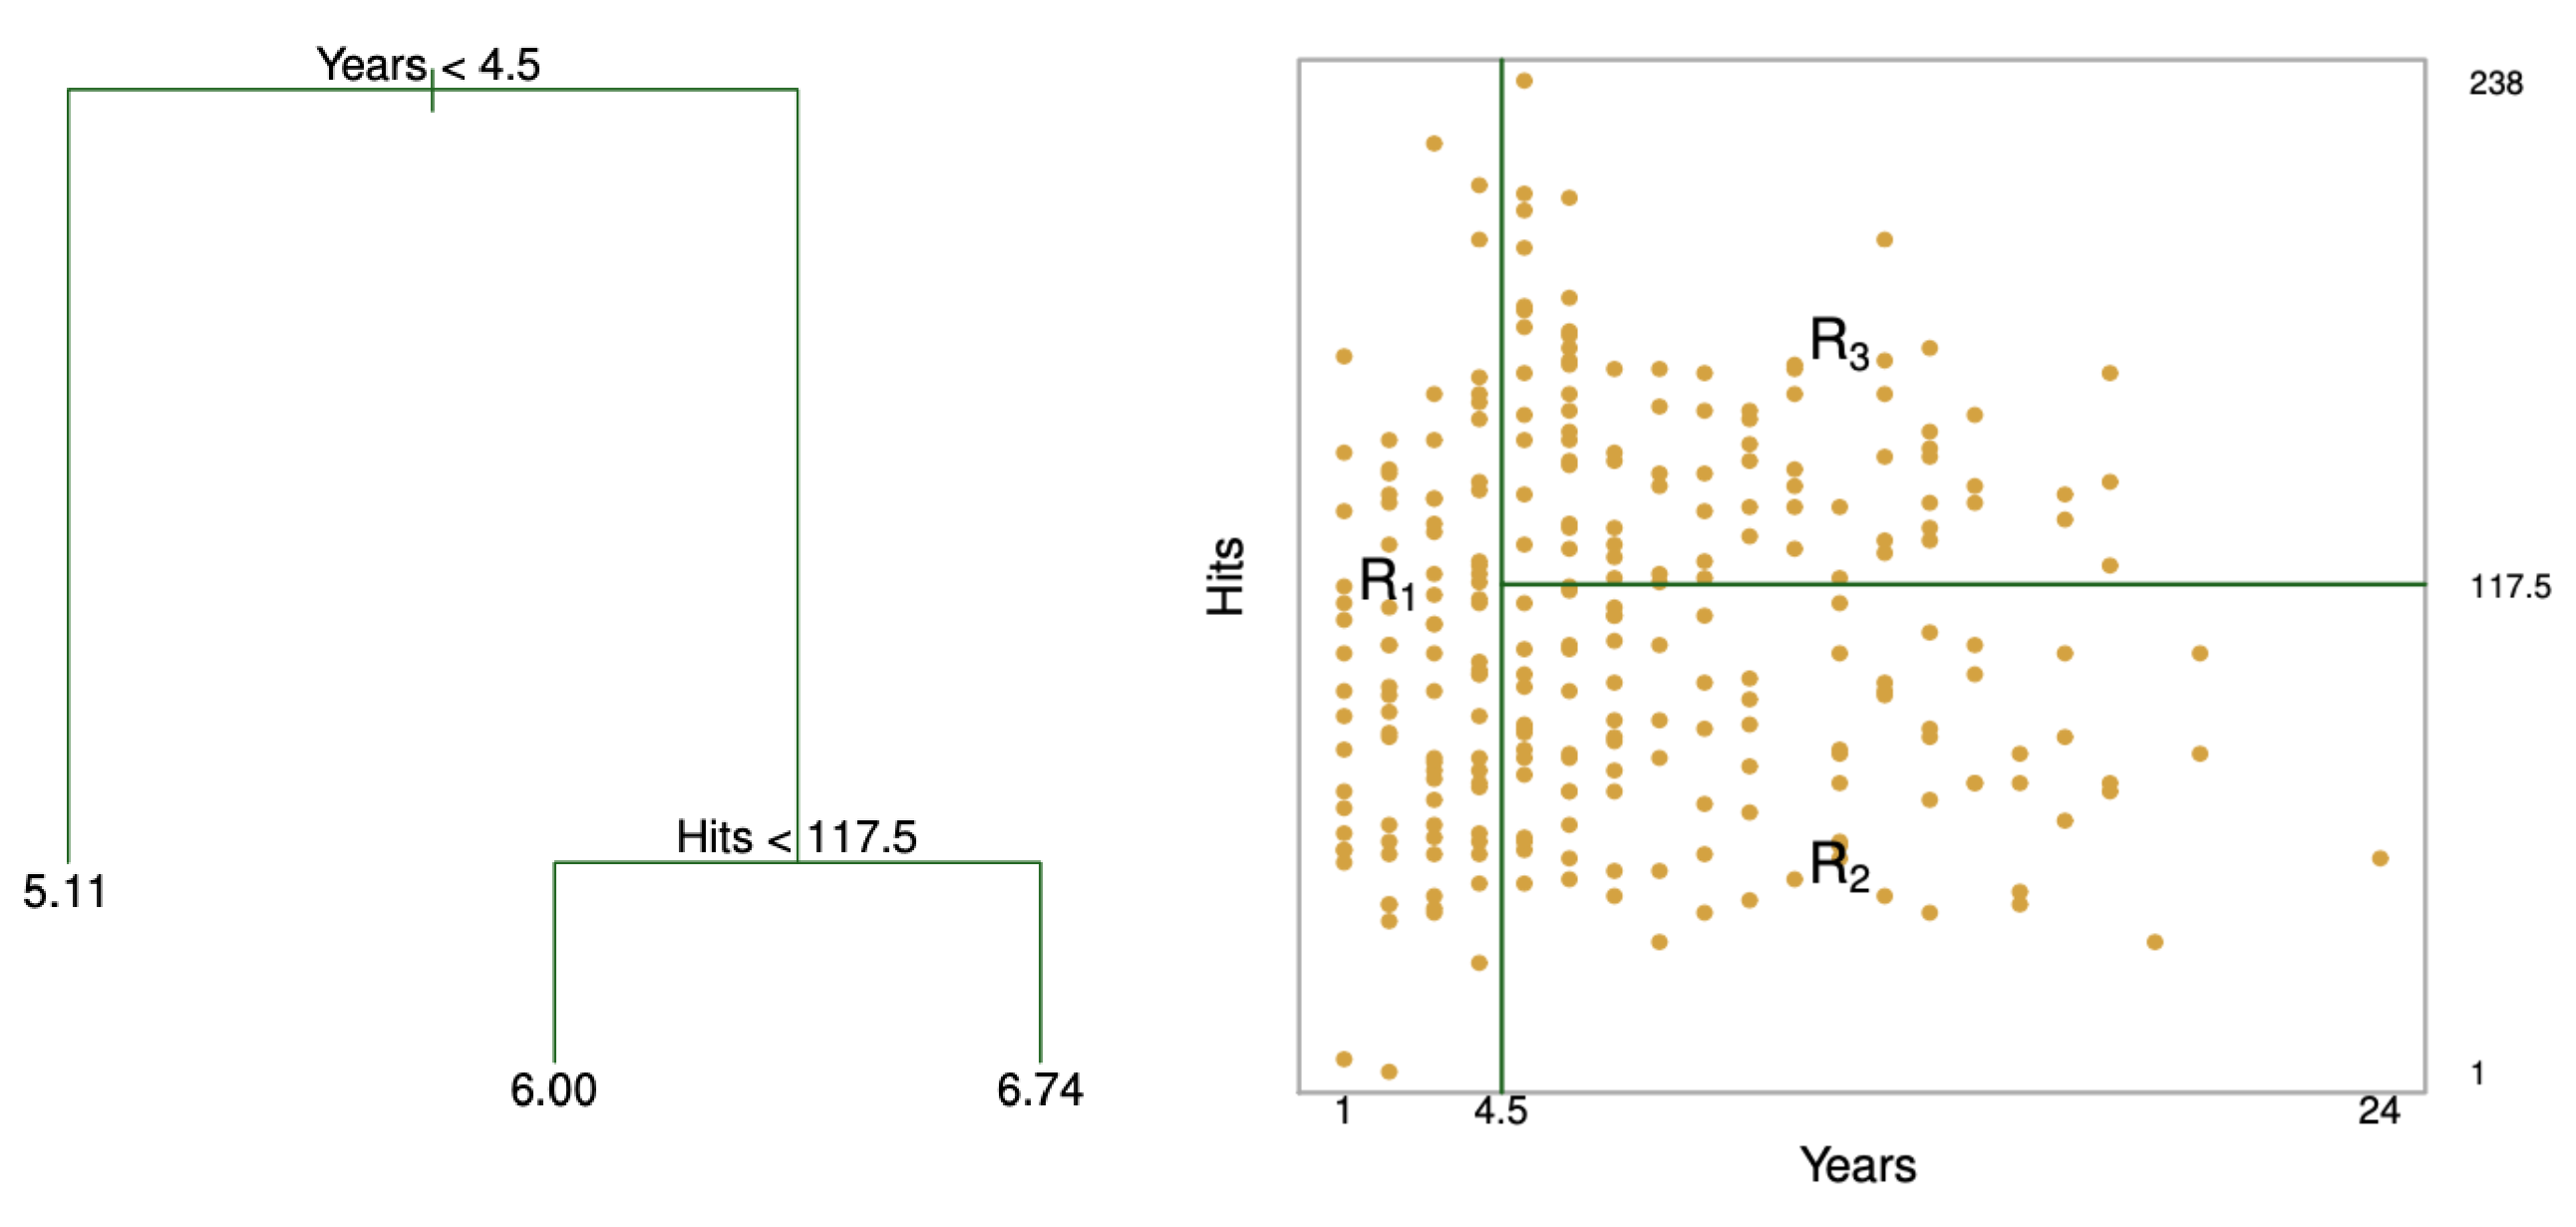 Years < 4.5
5.11
Hits < 117.5
6.00
6.74
238
R3
Hits
R1
117.5
R2
1
1
4.5
24
Years